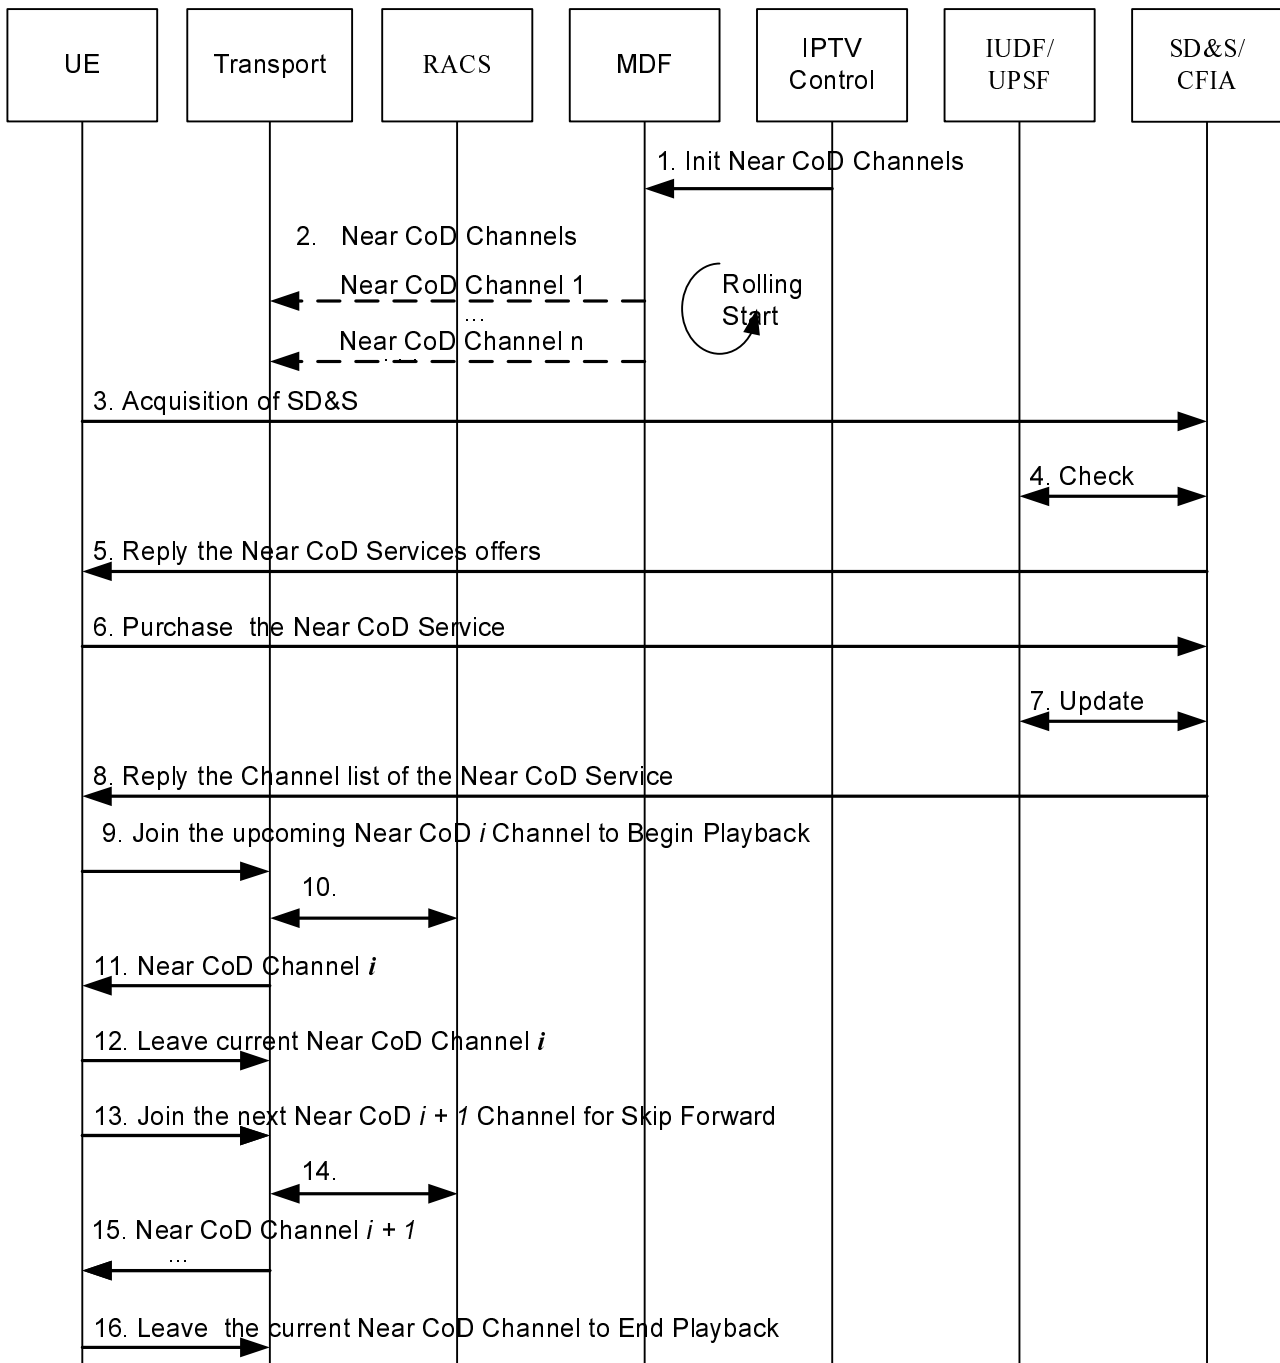 UE
Transport
RACS
MDF
IPTV
Control
IUDF/
UPSF
SD&S/
CFIA
1. Init Near CoD Channels
2. Near CoD Channels
Near CoD Channel 1
...
Near CoD Channel n
. . .
Rolling
Start
3. Acquisition of SD&S
4. Check
5. Reply the Near CoD Services offers
6. Purchase the Near CoD Service
7. Update
8. Reply the Channel list of the Near CoD Service
9. Join the upcoming Near CoD i Channel to Begin Playback
10.
11. Near CoD Channel i
12. Leave current Near CoD Channel i
13. Join the next Near CoD i + 1 Channel for Skip Forward
14.
15. Near CoD Channel i + 1
...
16. Leave the current Near CoD Channel to End Playback